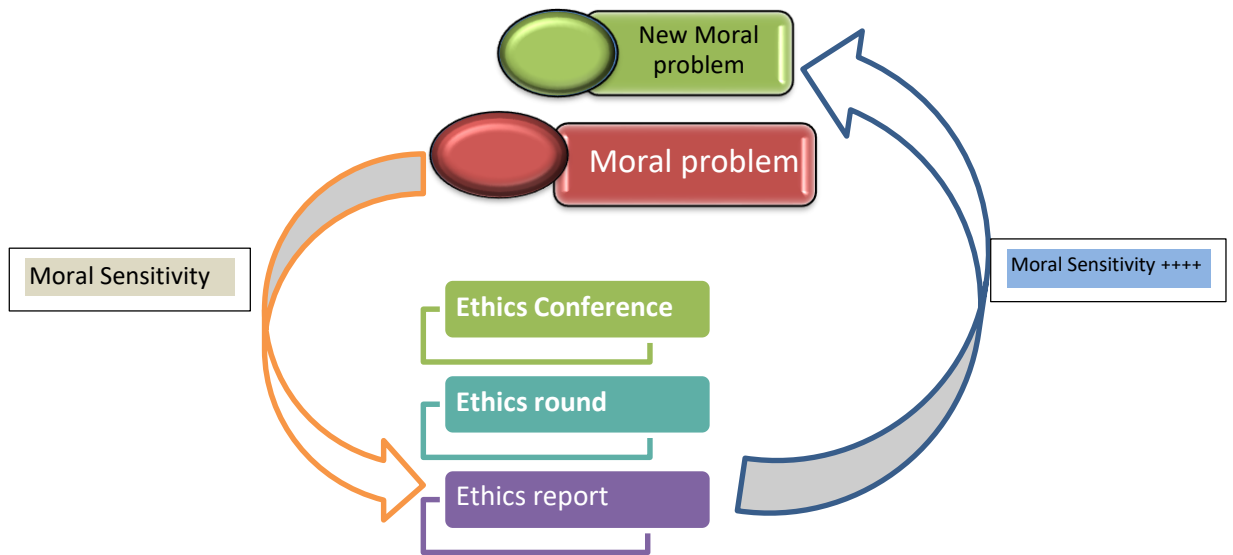 New Moral
problem
Moral problem
Moral Sensitivity
Moral Sensitivity ++++
Ethics Conference
Ethics round
Ethics report